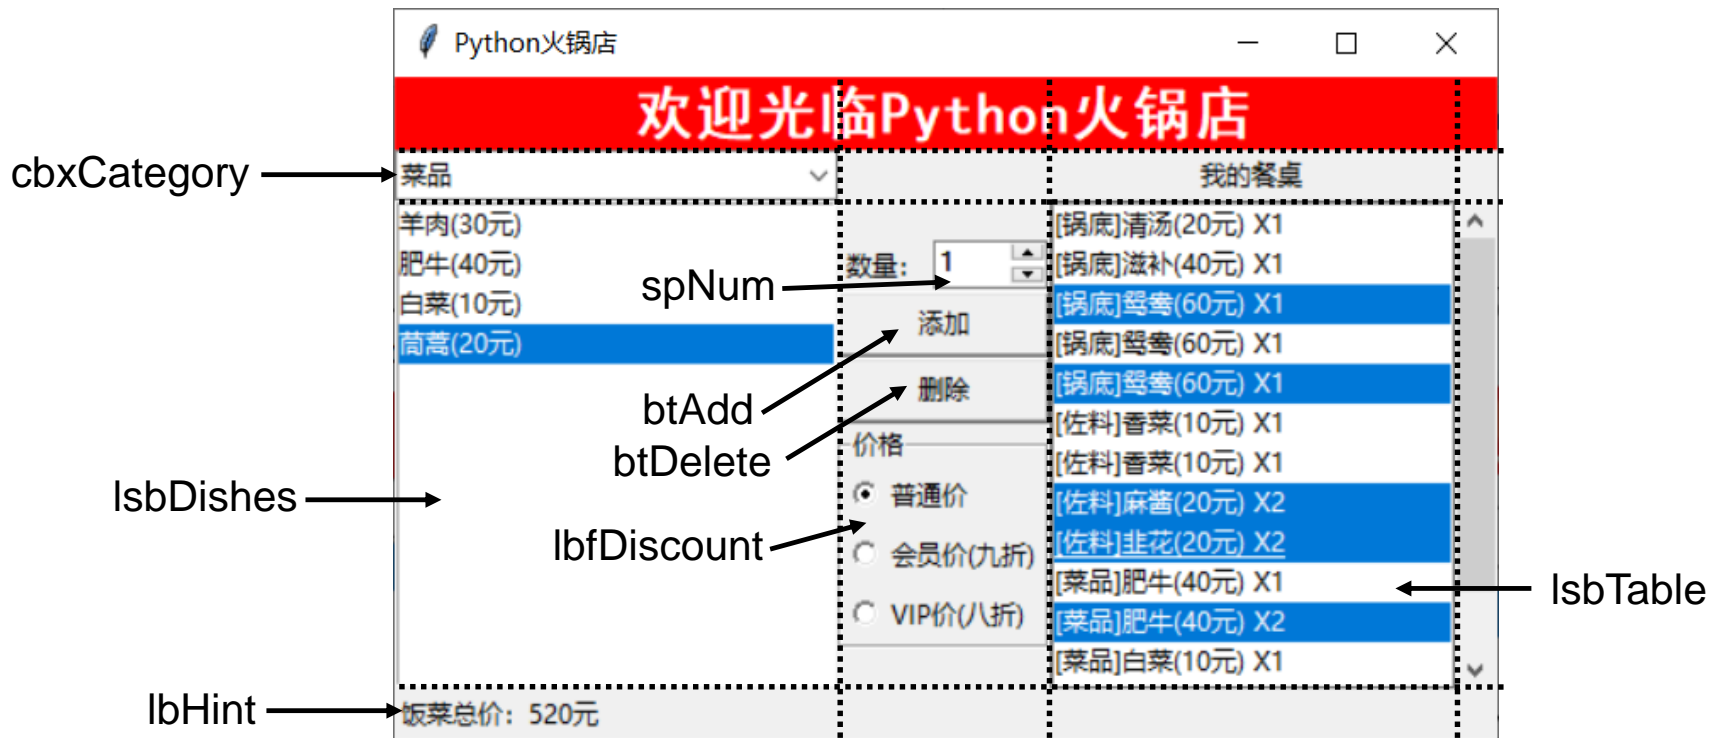 Python火锅店
欢迎光临Python火锅店
cbxCategory
菜品
我的餐桌
羊肉(30元)
肥牛(40元)
白菜(10元)
茼蒿(20元)
lsbDishes
数量：
1
spNum
添加
btAdd
删除
btDelete
价格
普通价
会员价(九折)
VIP价(八折)
lbfDiscount
[锅底]清汤(20元) X1
[锅底]滋补(40元) X1
[锅底]鸳鸯(60元) X1
[锅底]鸳鸯(60元) X1
[锅底]鸳鸯(60元) X1
[佐料]香菜(10元) X1
[佐料]香菜(10元) X1
[佐料]麻酱(20元) X2
[佐料]韭花(20元) X2
[菜品]肥牛(40元) X1
[菜品]肥牛(40元) X2
[菜品]白菜(10元) X1
lsbTable
lbHint
饭菜总价：520元